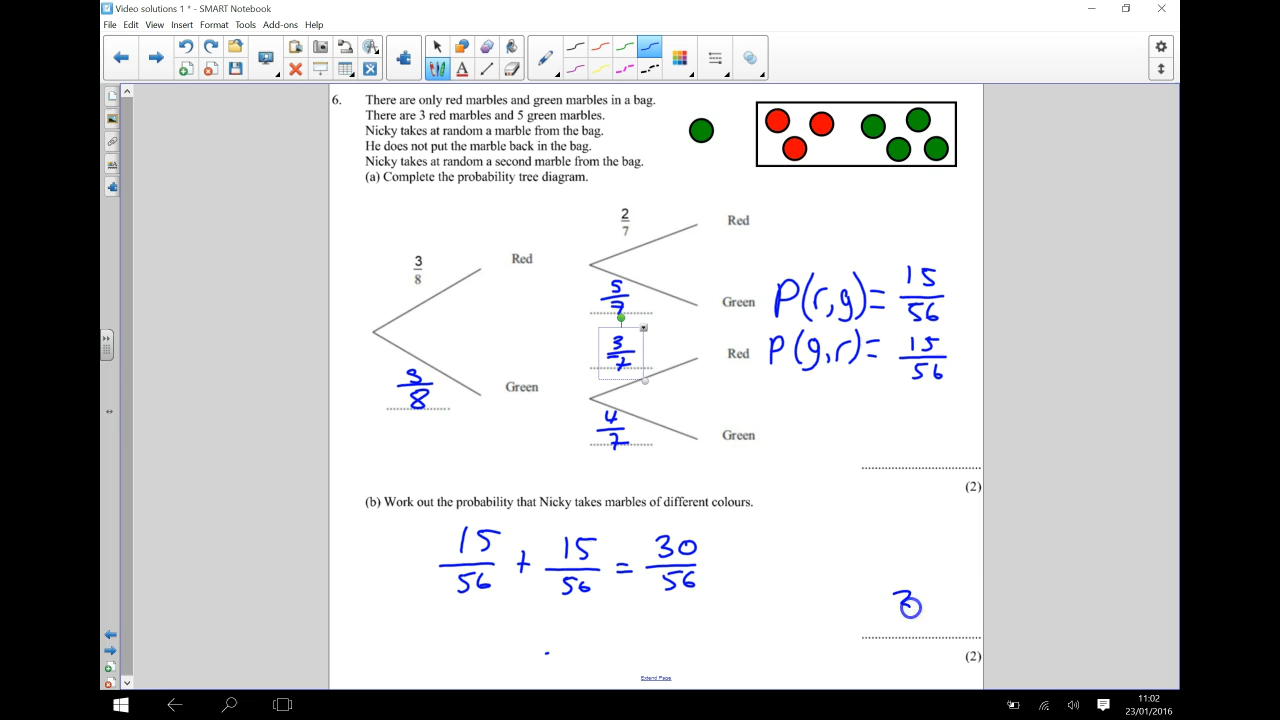 Video solutions 1 * - SMART Notebook
File Edit View Insert Format Tools Add-ons Help
6. There are only red marbles and green marbles in a bag.
There are 3 red marbles and 5 green marbles.
Nicky takes at random a marble from the bag.
He does not put the marble back in the bag.
Nicky takes at random a second marble from the bag.
(a) Complete the probability tree diagram.
2/7 Red
3/8 Red
5/7 Green P(r,g) = 15/56
3/7 Red P(g,r) = 15/56
5/8 Green
4/7 Green
(2)
(b) Work out the probability that Nicky takes marbles of different colours.
15/56 + 15/56 = 30/56
30
(2)
Extend Page
11:02
23/01/2016